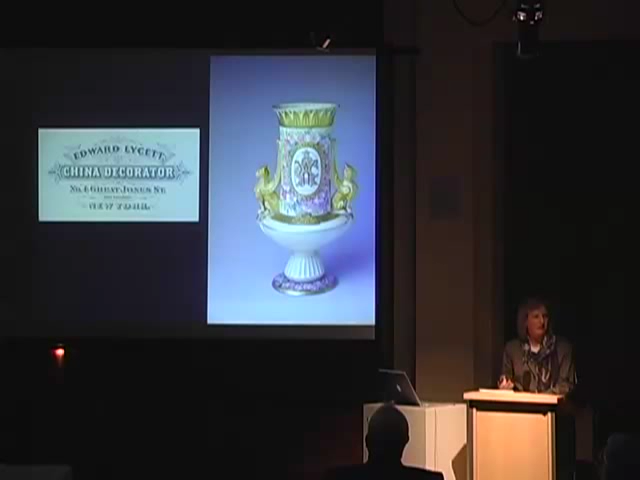 EDWARD LYCETT,
CHINA DECORATOR
No. 4 GREAT JONES ST.
NEW YORK.